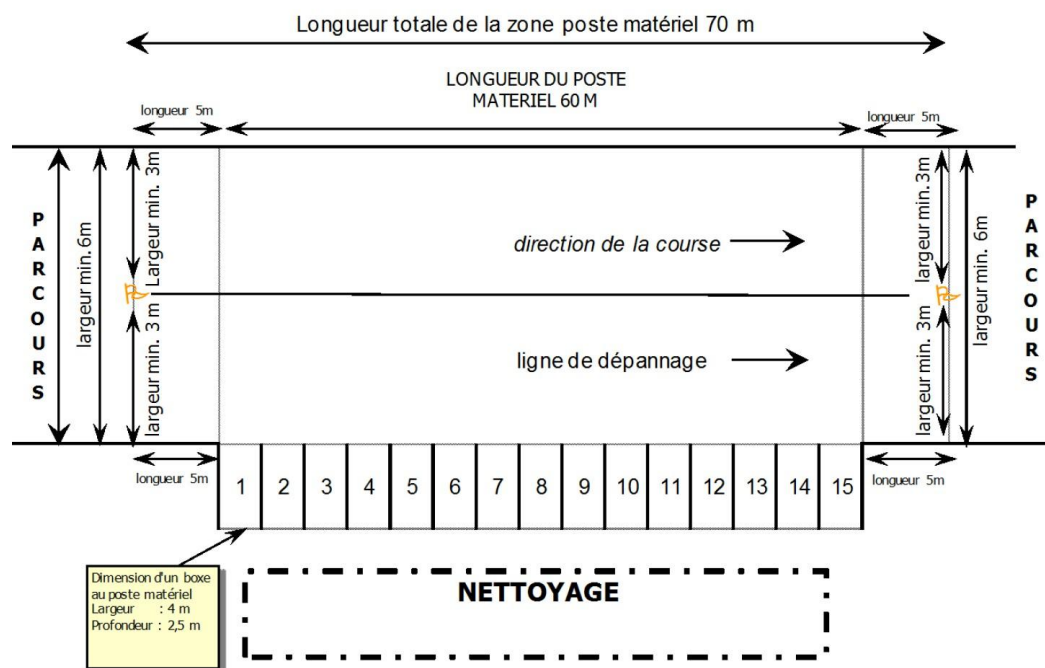 Longueur totale de la zone poste matériel 70 m
LONGUEUR DU POSTE
MATERIEL 60 M
longueur 5m
longueur 5m
PARCOURS
largeur min. 6m
Largeur min. 3m
largeur min. 3 m
direction de la course
ligne de dépannage
largeur min. 3m
largeur min. 3m
largeur min. 6m
PARCOURS
longueur 5m
1 2 3 4 5 6 7 8 9 10 11 12 13 14 15
longueur 5m
Dimension d'un boxe
au poste matériel
Largeur : 4 m
Profondeur : 2,5 m
NETTOYAGE